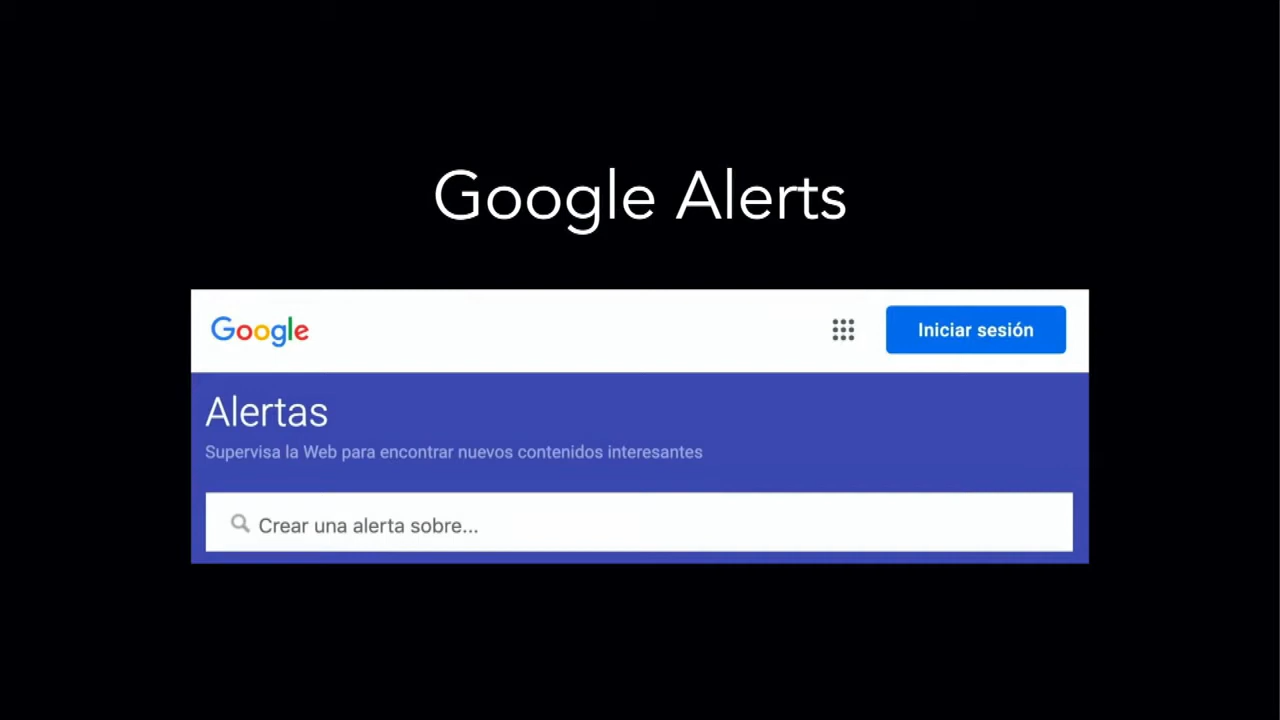 Google Alerts
Google
Iniciar sesión
Alertas
Supervisa la Web para encontrar nuevos contenidos interesantes
Crear una alerta sobre...